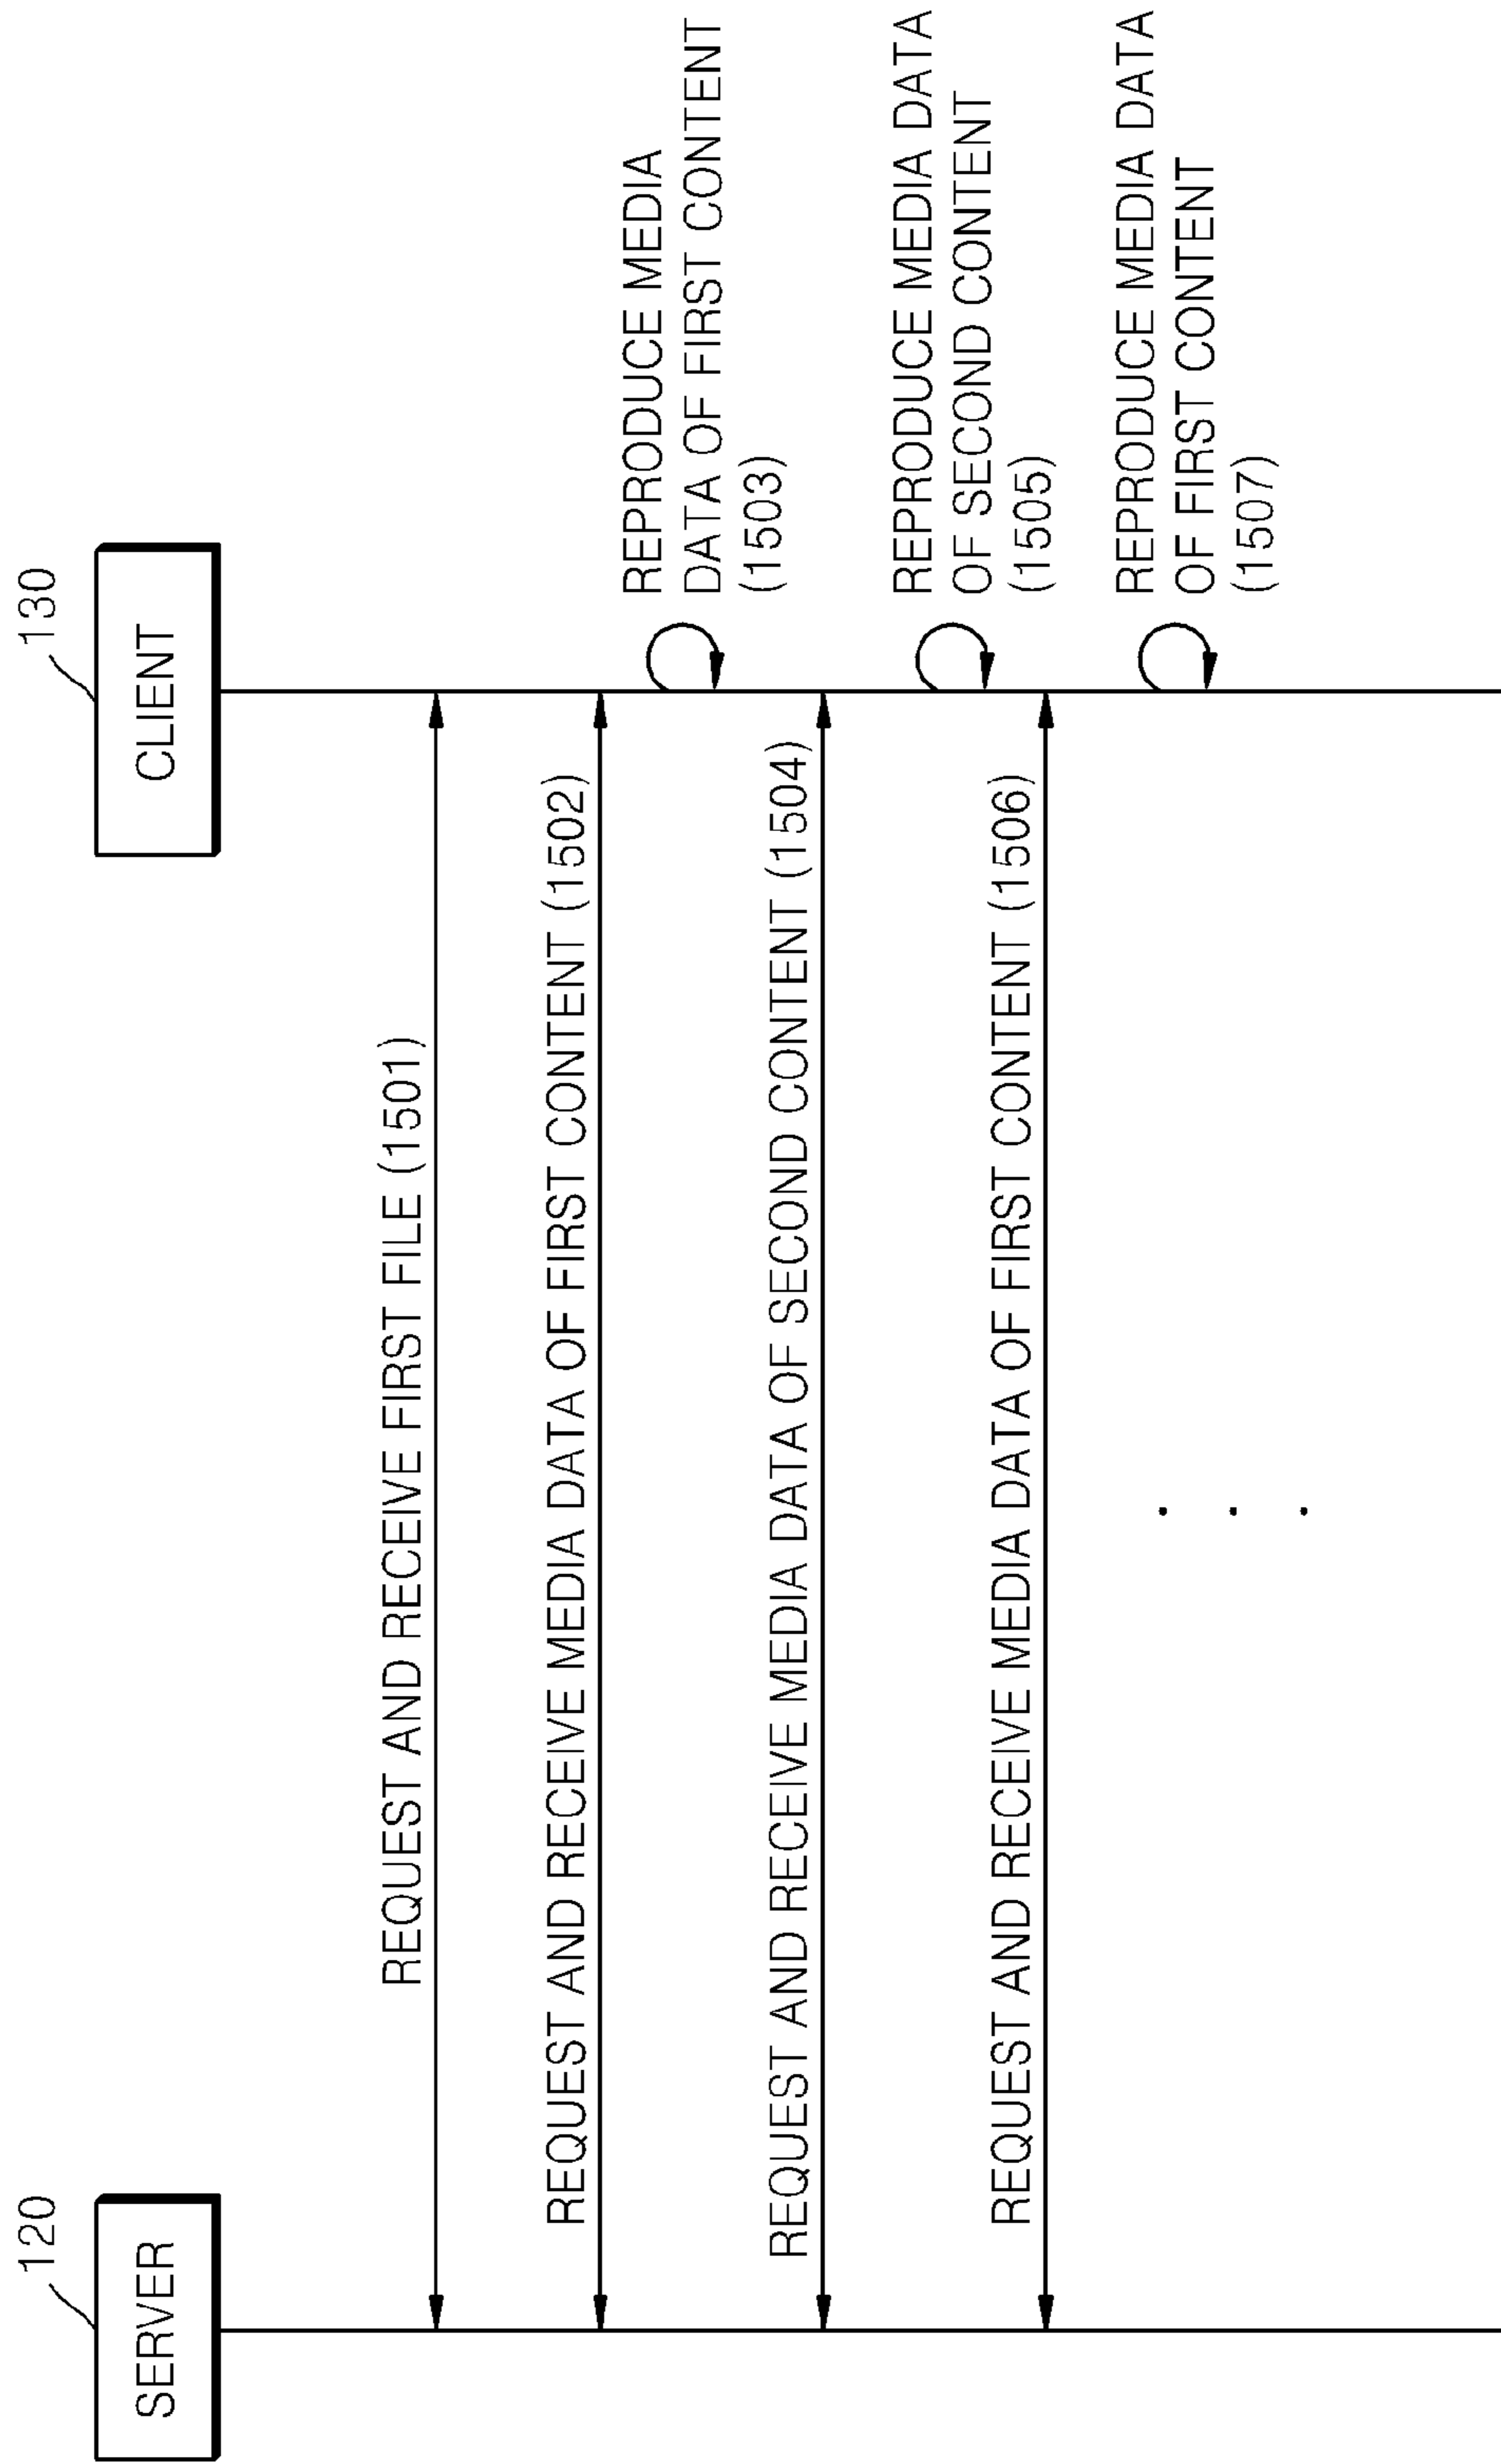 120
130
SERVER
CLIENT
REQUEST AND RECEIVE FIRST FILE (1501)
REQUEST AND RECEIVE MEDIA DATA OF FIRST CONTENT (1502)
REPRODUCE MEDIA
DATA OF FIRST CONTENT
(1503)
REQUEST AND RECEIVE MEDIA DATA OF SECOND CONTENT (1504)
REPRODUCE MEDIA DATA
OF SECOND CONTENT
(1505)
REQUEST AND RECEIVE MEDIA DATA OF FIRST CONTENT (1506)
REPRODUCE MEDIA DATA
OF FIRST CONTENT
(1507)
. . .